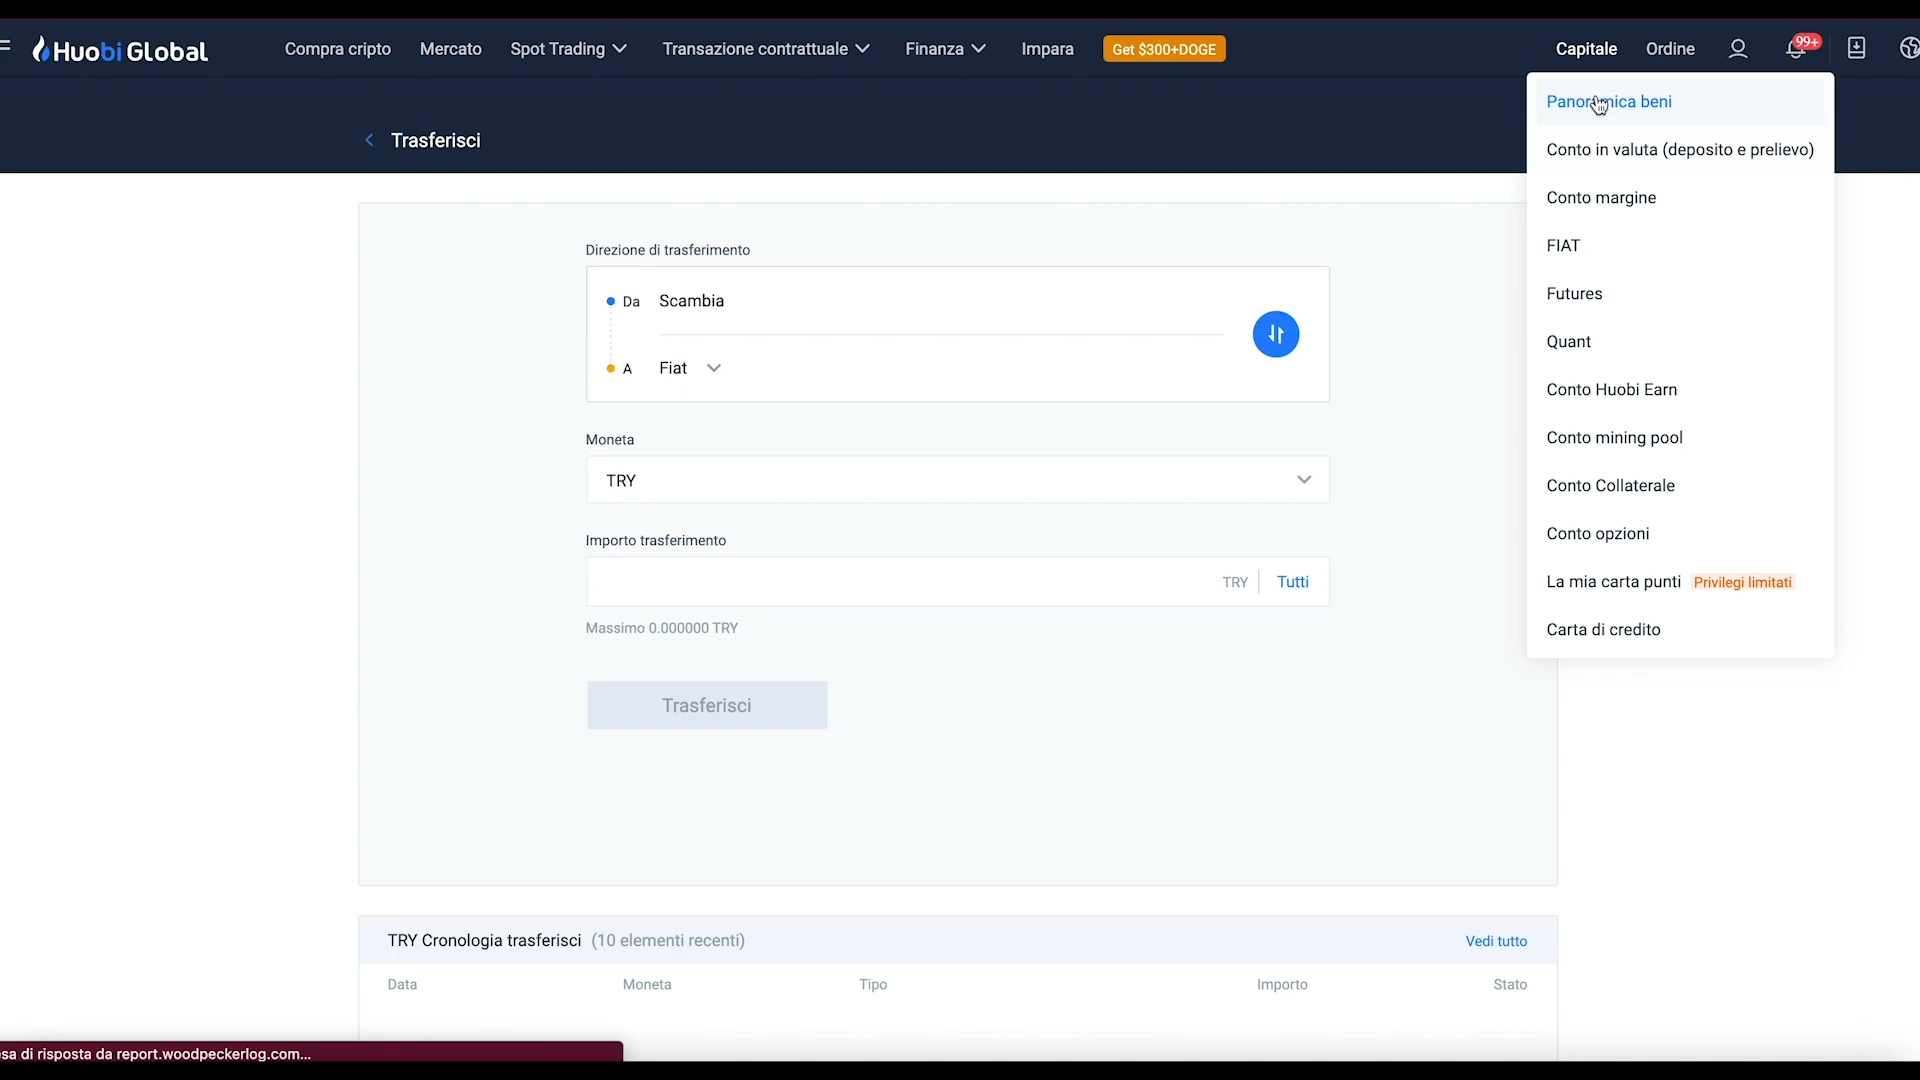 Huobi Global
Compra cripto
Mercato
Spot Trading
Transazione contrattuale
Finanza
Impara
Get $300+DOGE
Capitale
Ordine
99+
Trasferisci
Panoramica beni
Conto in valuta (deposito e prelievo)
Conto margine
FIAT
Futures
Quant
Conto Huobi Earn
Conto mining pool
Conto Collaterale
Conto opzioni
La mia carta punti Privilegi limitati
Carta di credito
Direzione di trasferimento
Da Scambia
A Fiat
Moneta
TRY
Importo trasferimento
TRY Tutti
Massimo 0.000000 TRY
Trasferisci
TRY Cronologia trasferisci (10 elementi recenti)
Vedi tutto
Data Moneta Tipo Importo Stato
sa di risposta da report.woodpeckerlog.com...